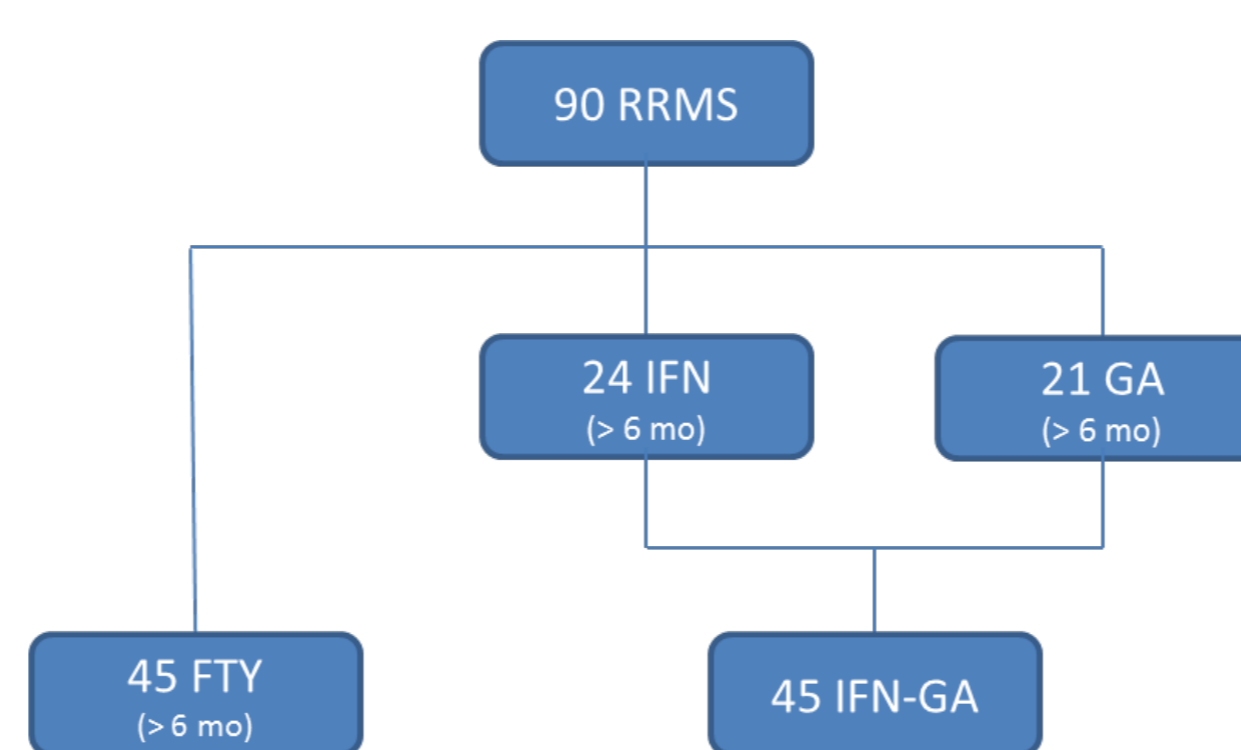 90 RRMS
24 IFN
(> 6 mo)
21 GA
(> 6 mo)
45 FTY
(> 6 mo)
45 IFN-GA